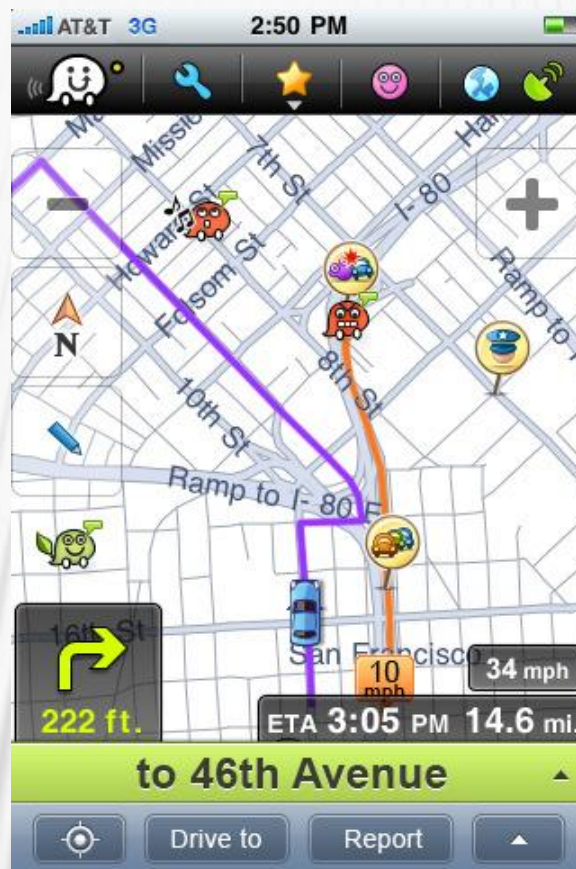 AT&T 3G 2:50 PM
Missio
7th St
Har
I- 80
Howard St
Folsom St
Ramp to I
8th St
10th St
Ramp to I- 80 E
N
16th St
San Francisco
10
mph
34 mph
222 ft.
ETA 3:05 PM 14.6 mi.
to 46th Avenue
Drive to
Report